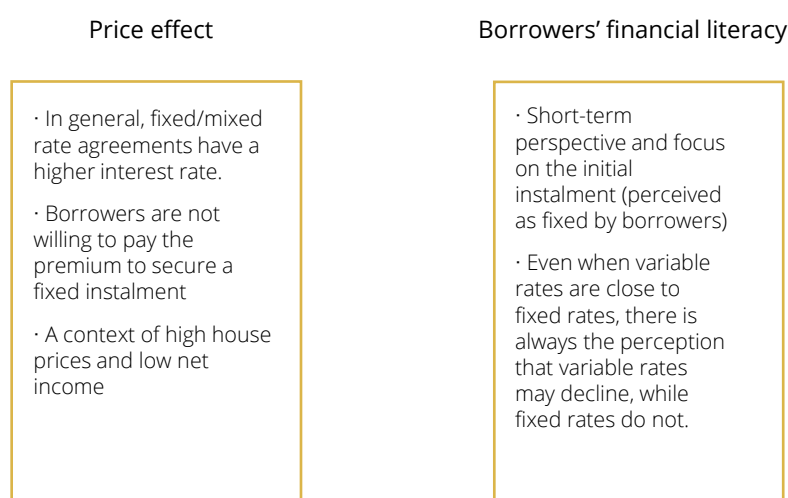 Price effect
Borrowers’ financial literacy
· In general, fixed/mixed
rate agreements have a
higher interest rate.
· Borrowers are not
willing to pay the
premium to secure a
fixed instalment
· A context of high house
prices and low net
income
· Short-term
perspective and focus
on the initial
instalment (perceived
as fixed by borrowers)
· Even when variable
rates are close to
fixed rates, there is
always the perception
that variable rates
may decline, while
fixed rates do not.